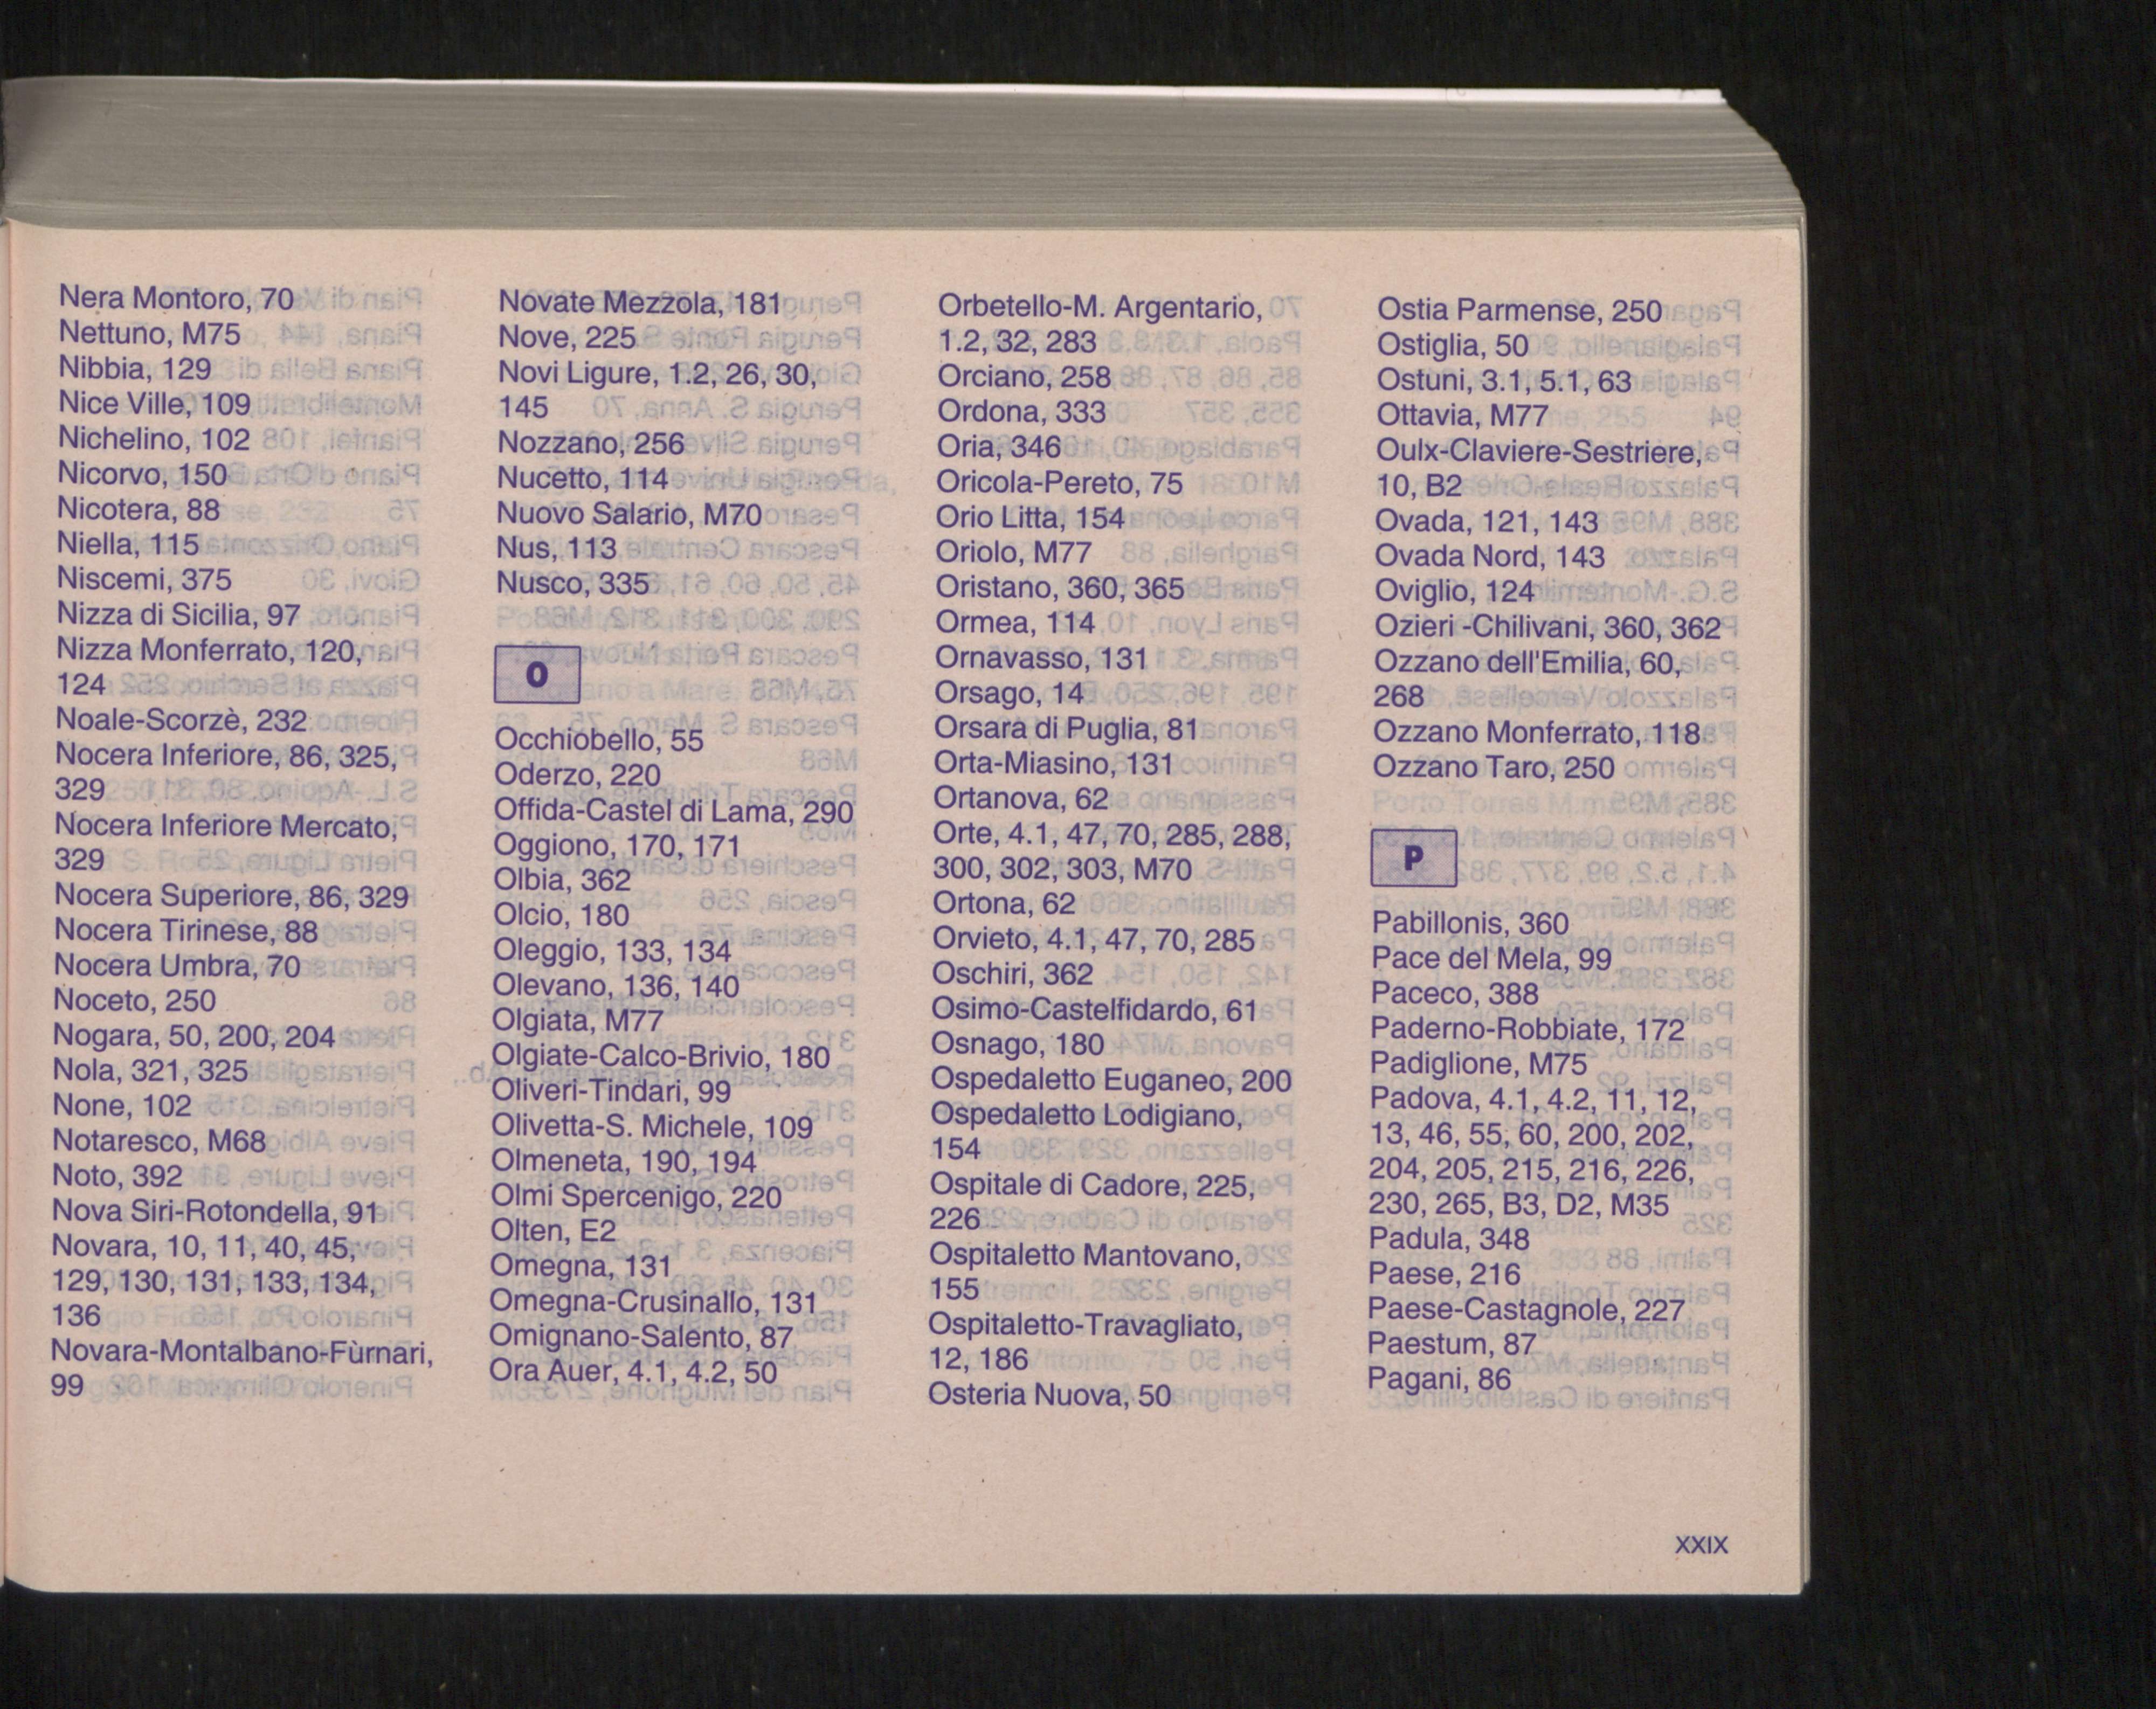 Nera Montoro, 70
Nettuno, M75
Nibbia, 129
Nice Ville, 109
Nichelino, 102
Nicorvo, 150
Nicotera, 88
Niella, 115
Niscemi, 375
Nizza di Sicilia, 97
Nizza Monferrato, 120,
124
Noale-Scorzè, 232
Nocera Inferiore, 86, 325,
329
Nocera Inferiore Mercato,
329
Nocera Superiore, 86, 329
Nocera Tirinese, 88
Nocera Umbra, 70
Noceto, 250
Nogara, 50, 200, 204
Nola, 321, 325
None, 102
Notaresco, M68
Noto, 392
Nova Siri-Rotondella, 91
Novara, 10, 11, 40, 45,
129, 130, 131, 133, 134,
136
Novara-Montalbano-Fùrnari,
99
Novate Mezzola, 181
Nove, 225
Novi Ligure, 1.2, 26, 30,
145
Nozzano, 256
Nucetto, 114
Nuovo Salario, M70
Nus, 113
Nusco, 335
O
Occhiobello, 55
Oderzo, 220
Offida-Castel di Lama, 290
Oggiono, 170, 171
Olbia, 362
Olcio, 180
Oleggio, 133, 134
Olevano, 136, 140
Olgiata, M77
Olgiate-Calco-Brivio, 180
Oliveri-Tindari, 99
Olivetta-S. Michele, 109
Olmeneta, 190, 194
Olmi Spercenigo, 220
Olten, E2
Omegna, 131
Omegna-Crusinallo, 131
Omignano-Salento, 87
Ora Auer, 4.1, 4.2, 50
Orbetello-M. Argentario,
1.2, 32, 283
Orciano, 258
Ordona, 333
Oria, 346
Oricola-Pereto, 75
Orio Litta, 154
Oriolo, M77
Oristano, 360, 365
Ormea, 114
Ornavasso, 131
Orsago, 14
Orsara di Puglia, 81
Orta-Miasino, 131
Ortanova, 62
Orte, 4.1, 47, 70, 285, 288,
300, 302, 303, M70
Ortona, 62
Orvieto, 4.1, 47, 70, 285
Oschiri, 362
Osimo-Castelfidardo, 61
Osnago, 180
Ospedaletto Euganeo, 200
Ospedaletto Lodigiano,
154
Ospitale di Cadore, 225,
226
Ospitaletto Mantovano,
155
Ospitaletto-Travagliato,
12, 186
Osteria Nuova, 50
Ostia Parmense, 250
Ostiglia, 50
Ostuni, 3.1, 5.1, 63
Ottavia, M77
Oulx-Claviere-Sestriere,
10, B2
Ovada, 121, 143
Ovada Nord, 143
Oviglio, 124
Ozieri -Chilivani, 360, 362
Ozzano dell'Emilia, 60,
268
Ozzano Monferrato, 118
Ozzano Taro, 250
P
Pabillonis, 360
Pace del Mela, 99
Paceco, 388
Paderno-Robbiate, 172
Padiglione, M75
Padova, 4.1, 4.2, 11, 12,
13, 46, 55, 60, 200, 202,
204, 205, 215, 216, 226,
230, 265, B3, D2, M35
Padula, 348
Paese, 216
Paese-Castagnole, 227
Paestum, 87
Pagani, 86
XXIX